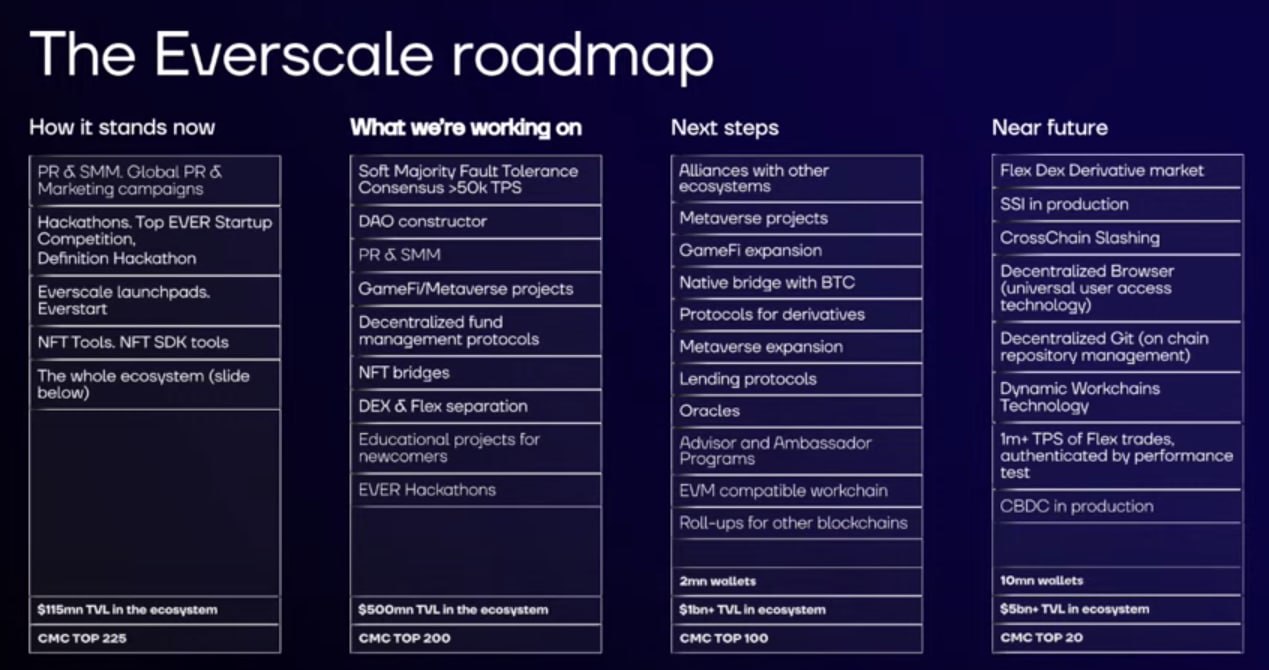 The Everscale roadmap
How it stands now
PR & SMM. Global PR &
Marketing campaigns
Hackathons. Top EVER Startup
Competition,
Definition Hackathon
Everscale launchpads.
Everstart
NFT Tools. NFT SDK tools
The whole ecosystem (slide
below)
$115mn TVL in the ecosystem
CMC TOP 225
What we're working on
Soft Majority Fault Tolerance
Consensus >50k TPS
DAO constructor
PR & SMM
GameFi/Metaverse projects
Decentralized fund
management protocols
NFT bridges
DEX & Flex separation
Educational projects for
newcomers
EVER Hackathons
$500mn TVL in the ecosystem
CMC TOP 200
Next steps
Alliances with other
ecosystems
Metaverse projects
GameFi expansion
Native bridge with BTC
Protocols for derivatives
Metaverse expansion
Lending protocols
Oracles
Advisor and Ambassador
Programs
EVM compatible workchain
Roll-ups for other blockchains
2mn wallets
$1bn+ TVL in ecosystem
CMC TOP 100
Near future
Flex Dex Derivative market
SSI in production
CrossChain Slashing
Decentralized Browser
(universal user access
technology)
Decentralized Git (on chain
repository management)
Dynamic Workchains
Technology
1m+ TPS of Flex trades,
authenticated by performance
test
CBDC in production
10mn wallets
$5bn+ TVL in ecosystem
CMC TOP 20